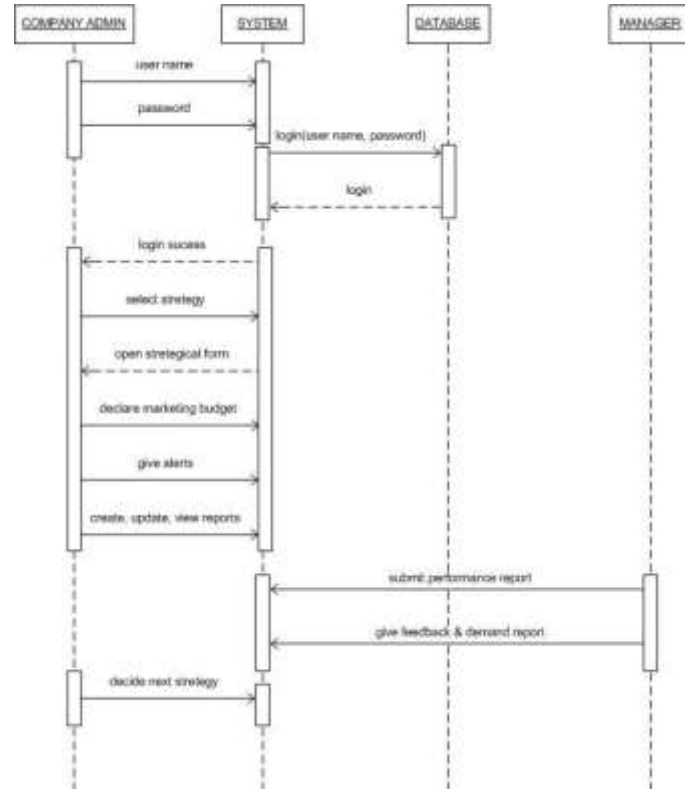 COMPANY ADMIN
SYSTEM
DATABASE
MANAGER
user name
password
login(user name, password)
login
login sucess
select stretegy
open stretegical form
declare marketing budget
give alerts
create, update, view reports
submit performance report
give feedback & demand report
decide next stretegy